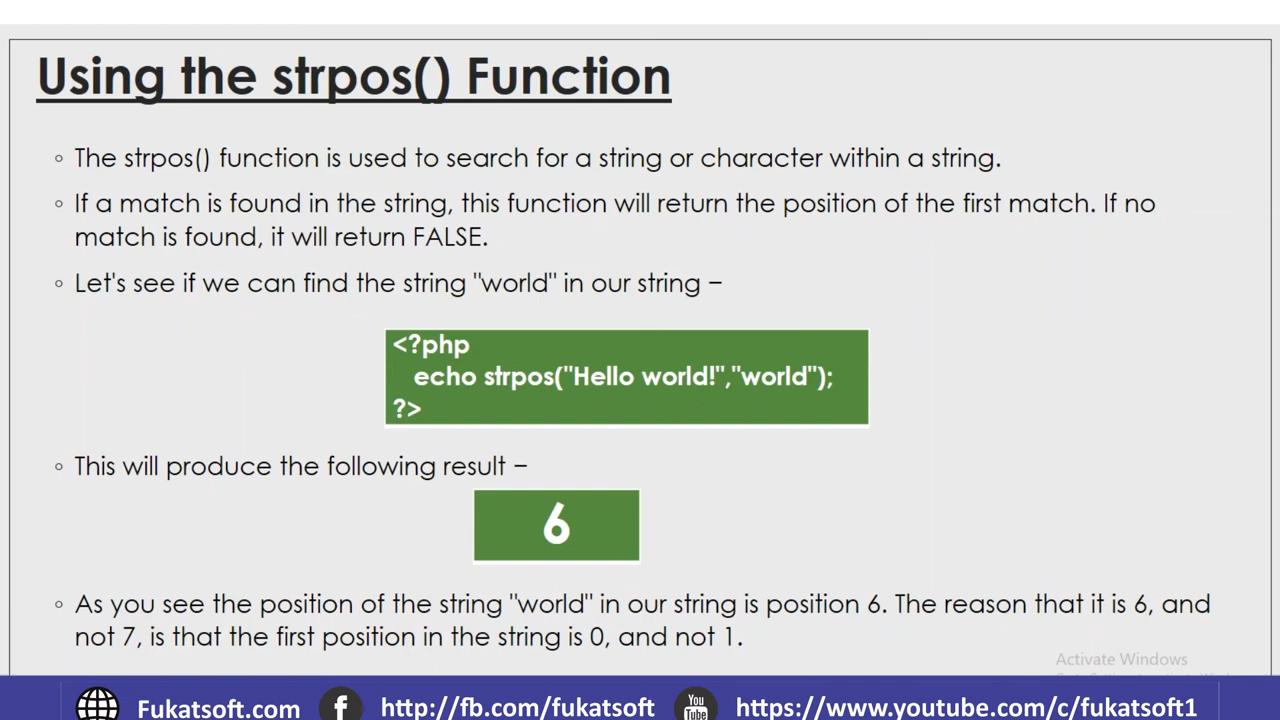 Using the strpos() Function
◦ The strpos() function is used to search for a string or character within a string.
◦ If a match is found in the string, this function will return the position of the first match. If no
match is found, it will return FALSE.
◦ Let's see if we can find the string "world" in our string −
<?php
echo strpos("Hello world!","world");
?>
◦ This will produce the following result −
6
◦ As you see the position of the string "world" in our string is position 6. The reason that it is 6, and
not 7, is that the first position in the string is 0, and not 1.
Activate Windows
Fukatsoft.com f http://fb.com/fukatsoft You Tube https://www.youtube.com/c/fukatsoft1